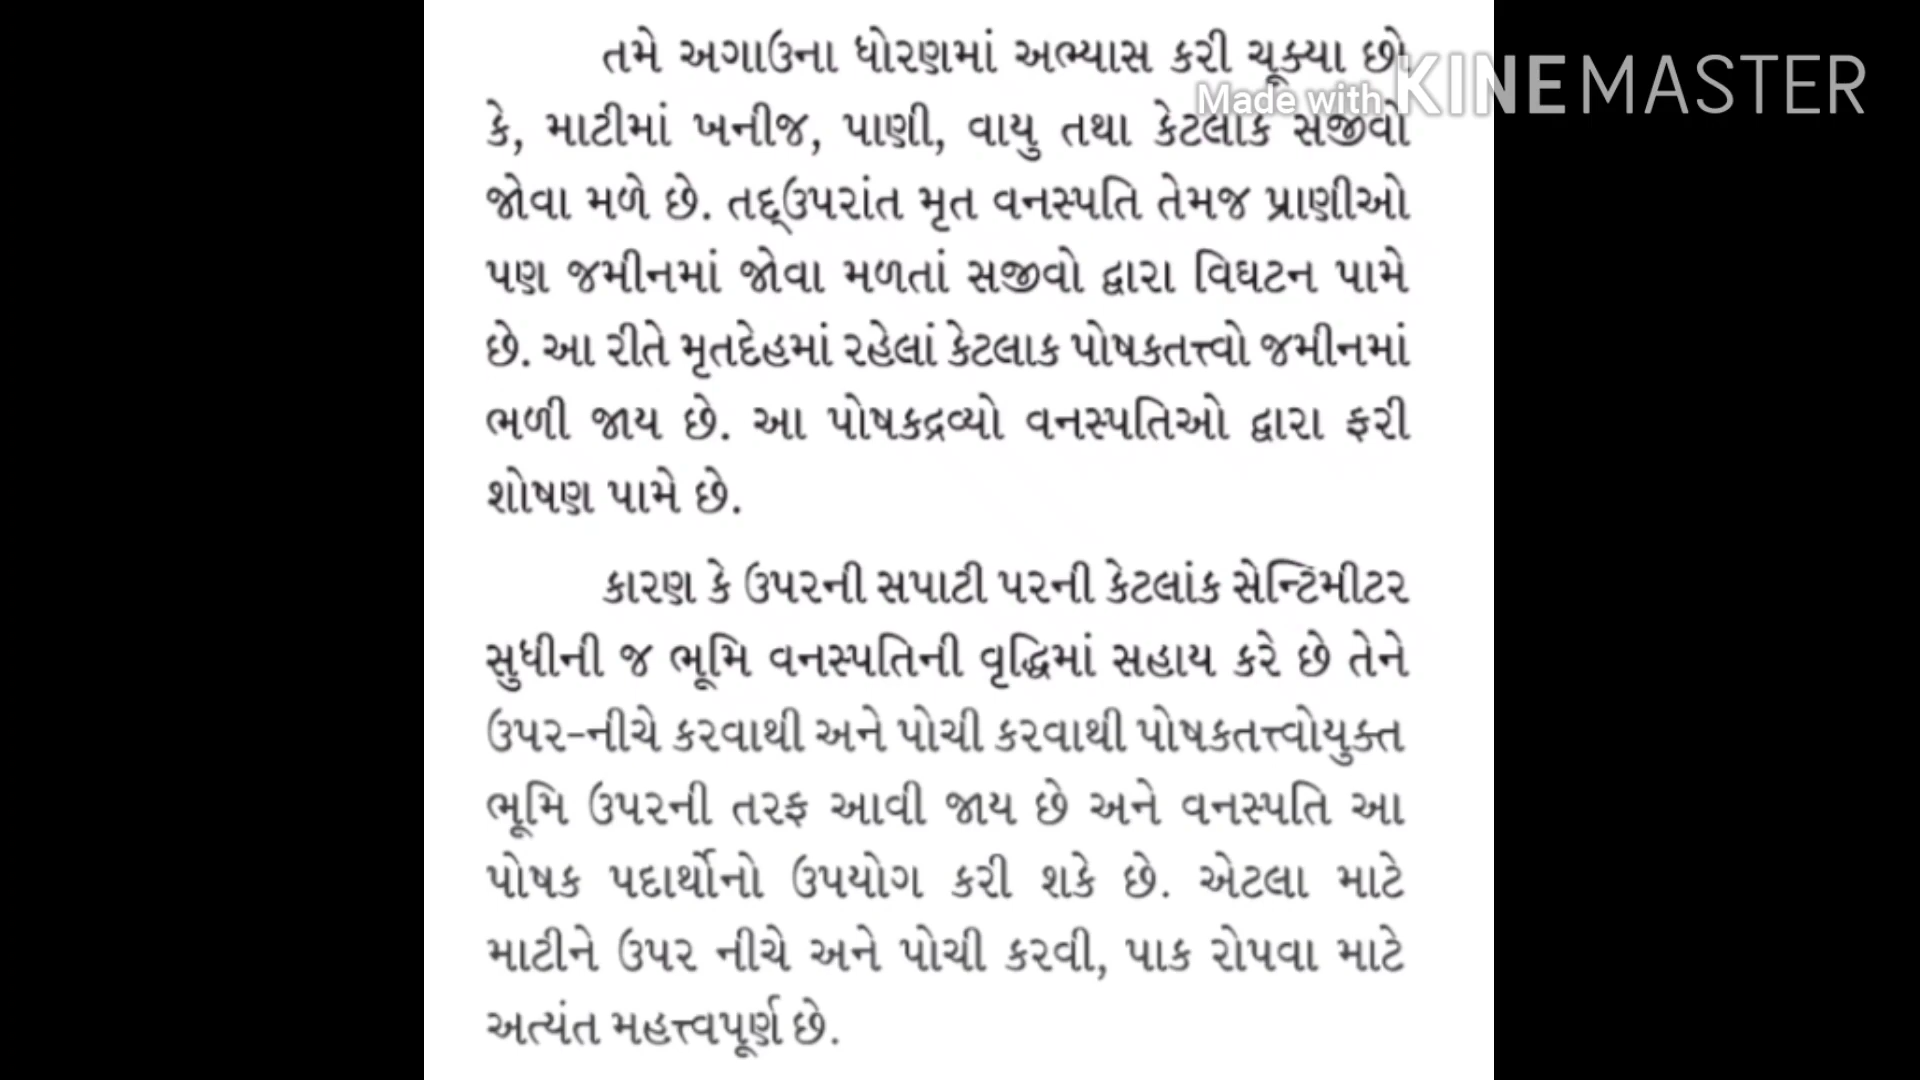 તમે અગાઉના ધોરણમાં અભ્યાસ કરી ચૂક્યા છો
Made with KINEMASTER
કે, માટીમાં ખનીજ, પાણી, વાયુ તથા કેટલાક સજીવો
જોવા મળે છે. તદ્ઉપરાંત મૃત વનસ્પતિ તેમજ પ્રાણીઓ
પણ જમીનમાં જોવા મળતાં સજીવો દ્વારા વિઘટન પામે
છે. આ રીતે મૃતદેહમાં રહેલાં કેટલાક પોષકતત્ત્વો જમીનમાં
ભળી જાય છે. આ પોષકદ્રવ્યો વનસ્પતિઓ દ્વારા ફરી
શોષણ પામે છે.
કારણ કે ઉપરની સપાટી પરની કેટલાંક સેન્ટિમીટર
સુધીની જ ભૂમિ વનસ્પતિની વૃદ્ધિમાં સહાય કરે છે તેને
ઉપર-નીચે કરવાથી અને પોચી કરવાથી પોષકતત્ત્વોયુક્ત
ભૂમિ ઉપરની તરફ આવી જાય છે અને વનસ્પતિ આ
પોષક પદાર્થોનો ઉપયોગ કરી શકે છે. એટલા માટે
માટીને ઉપર નીચે અને પોચી કરવી, પાક રોપવા માટે
અત્યંત મહત્ત્વપૂર્ણ છે.